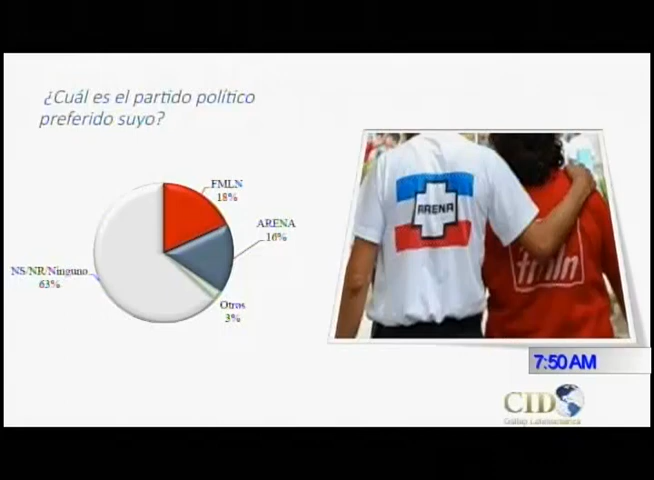 ¿Cuál es el partido político
preferido suyo?
FMLN
18%
ARENA
16%
NS/NR/Ninguno
63%
Otros
3%
ARENA
fmln
7:50 AM
CID
Gallup Latinoamérica